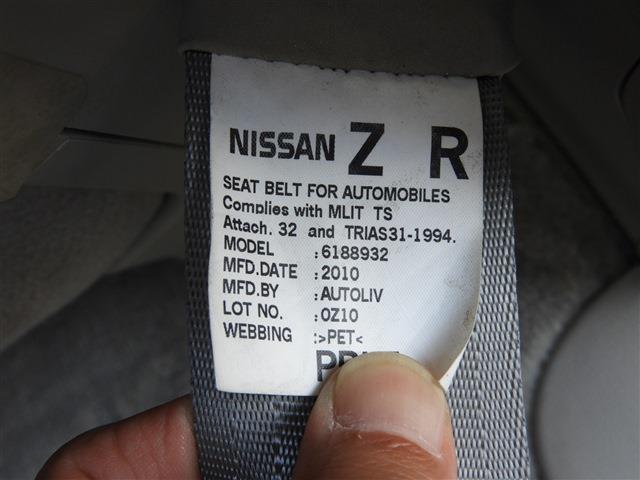 NISSAN Z R
SEAT BELT FOR AUTOMOBILES
Complies with MLIT TS
Attach. 32 and TRIAS31-1994.
MODEL :6188932
MFD.DATE :2010
MFD.BY :AUTOLIV
LOT NO. :OZ10
WEBBING :>PET<